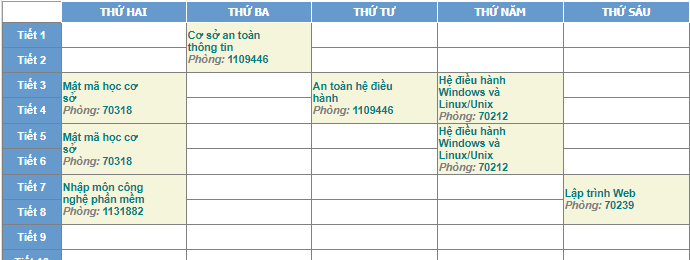 THỨ HAI THỨ BA THỨ TƯ THỨ NĂM THỨ SÁU
Tiết 1
Cơ sở an toàn
thông tin
Phòng: 1109446
Tiết 2
Tiết 3
Mật mã học cơ
sở
Phòng: 70318
An toàn hệ điều
hành
Phòng: 1109446
Hệ điều hành
Windows và
Linux/Unix
Phòng: 70212
Tiết 4
Tiết 5
Mật mã học cơ
sở
Phòng: 70318
Hệ điều hành
Windows và
Linux/Unix
Phòng: 70212
Tiết 6
Tiết 7
Nhập môn công
nghệ phần mềm
Phòng: 1131882
Lập trình Web
Phòng: 70239
Tiết 8
Tiết 9